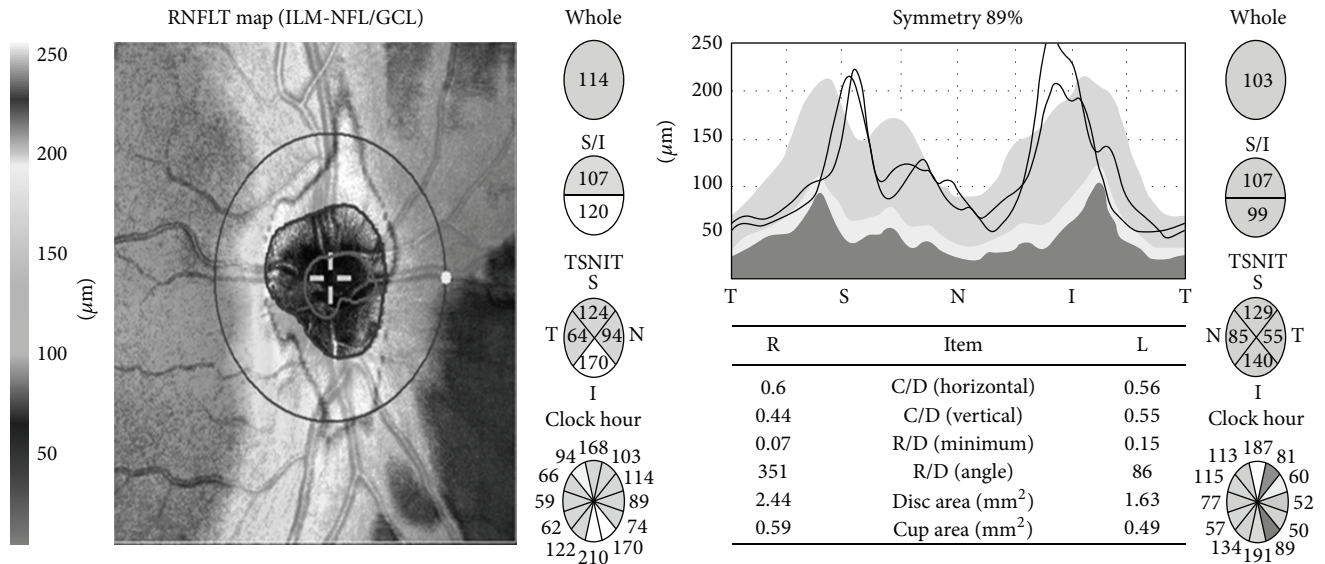 RNFLT map (ILM-NFL/GCL)
250
200
150
100
50
(μm)
Whole
114
S/I
107
120
TSNIT
S
124
T 64 94 N
170
I
Clock hour
168
94 103
66 114
59 89
62 74
122 170
210
Symmetry 89%
250
200
150
100
50
(μm)
T S N I T
R Item L
0.6 C/D (horizontal) 0.56
0.44 C/D (vertical) 0.55
0.07 R/D (minimum) 0.15
351 R/D (angle) 86
2.44 Disc area (mm²) 1.63
0.59 Cup area (mm²) 0.49
Whole
103
S/I
107
99
TSNIT
S
129
N 85 55 T
140
I
Clock hour
187
113 81
115 60
77 52
57 50
134 89
191